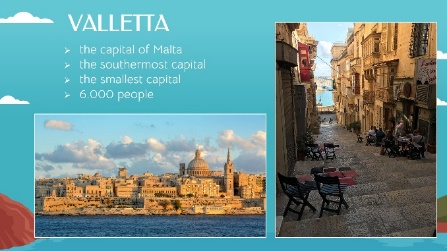 VALLETTA
the capital of Malta
the southermost capital
the smallest capital
6.000 people